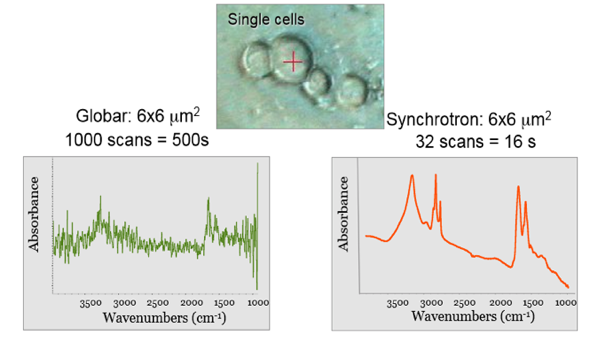 Single cells
Globar: 6x6 μm²
1000 scans = 500s
Synchrotron: 6x6 μm²
32 scans = 16 s
Absorbance
3500 3000 2500 2000 1500 1000
Wavenumbers (cm⁻¹)
Absorbance
3500 3000 2500 2000 1500 1000
Wavenumbers (cm⁻¹)